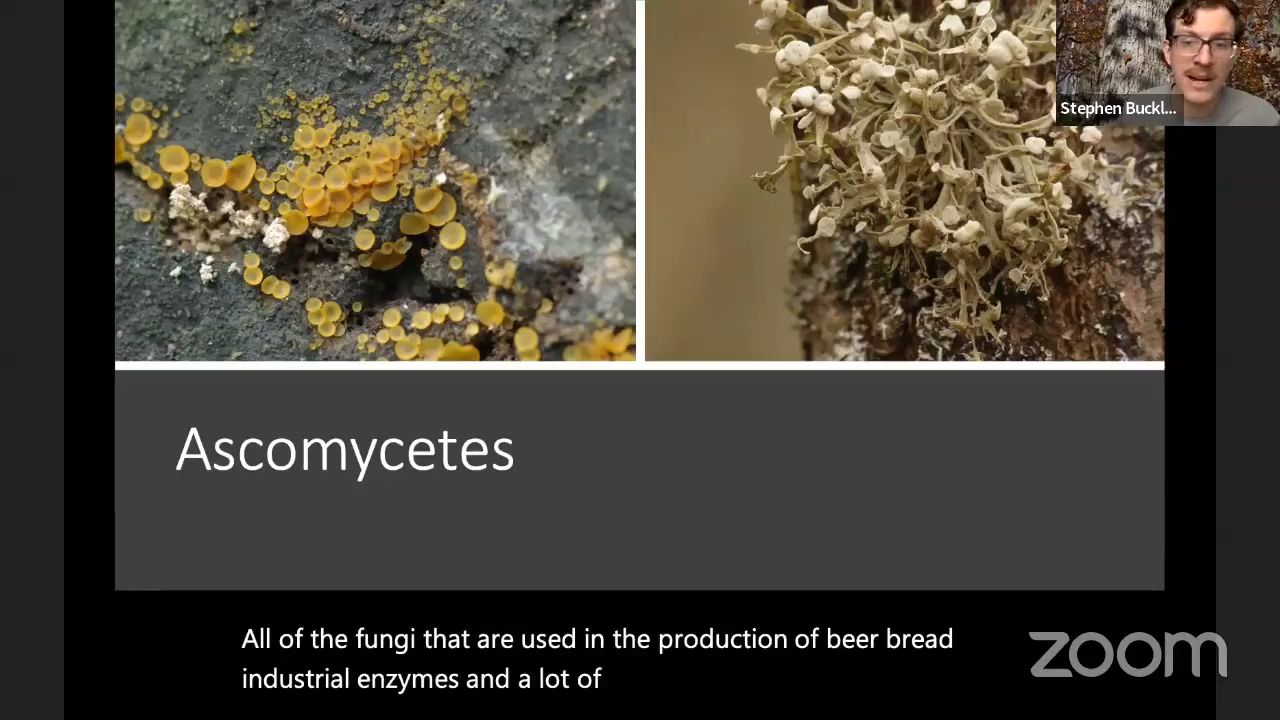 Stephen Buckl...
Ascomycetes
All of the fungi that are used in the production of beer bread
industrial enzymes and a lot of
zoom